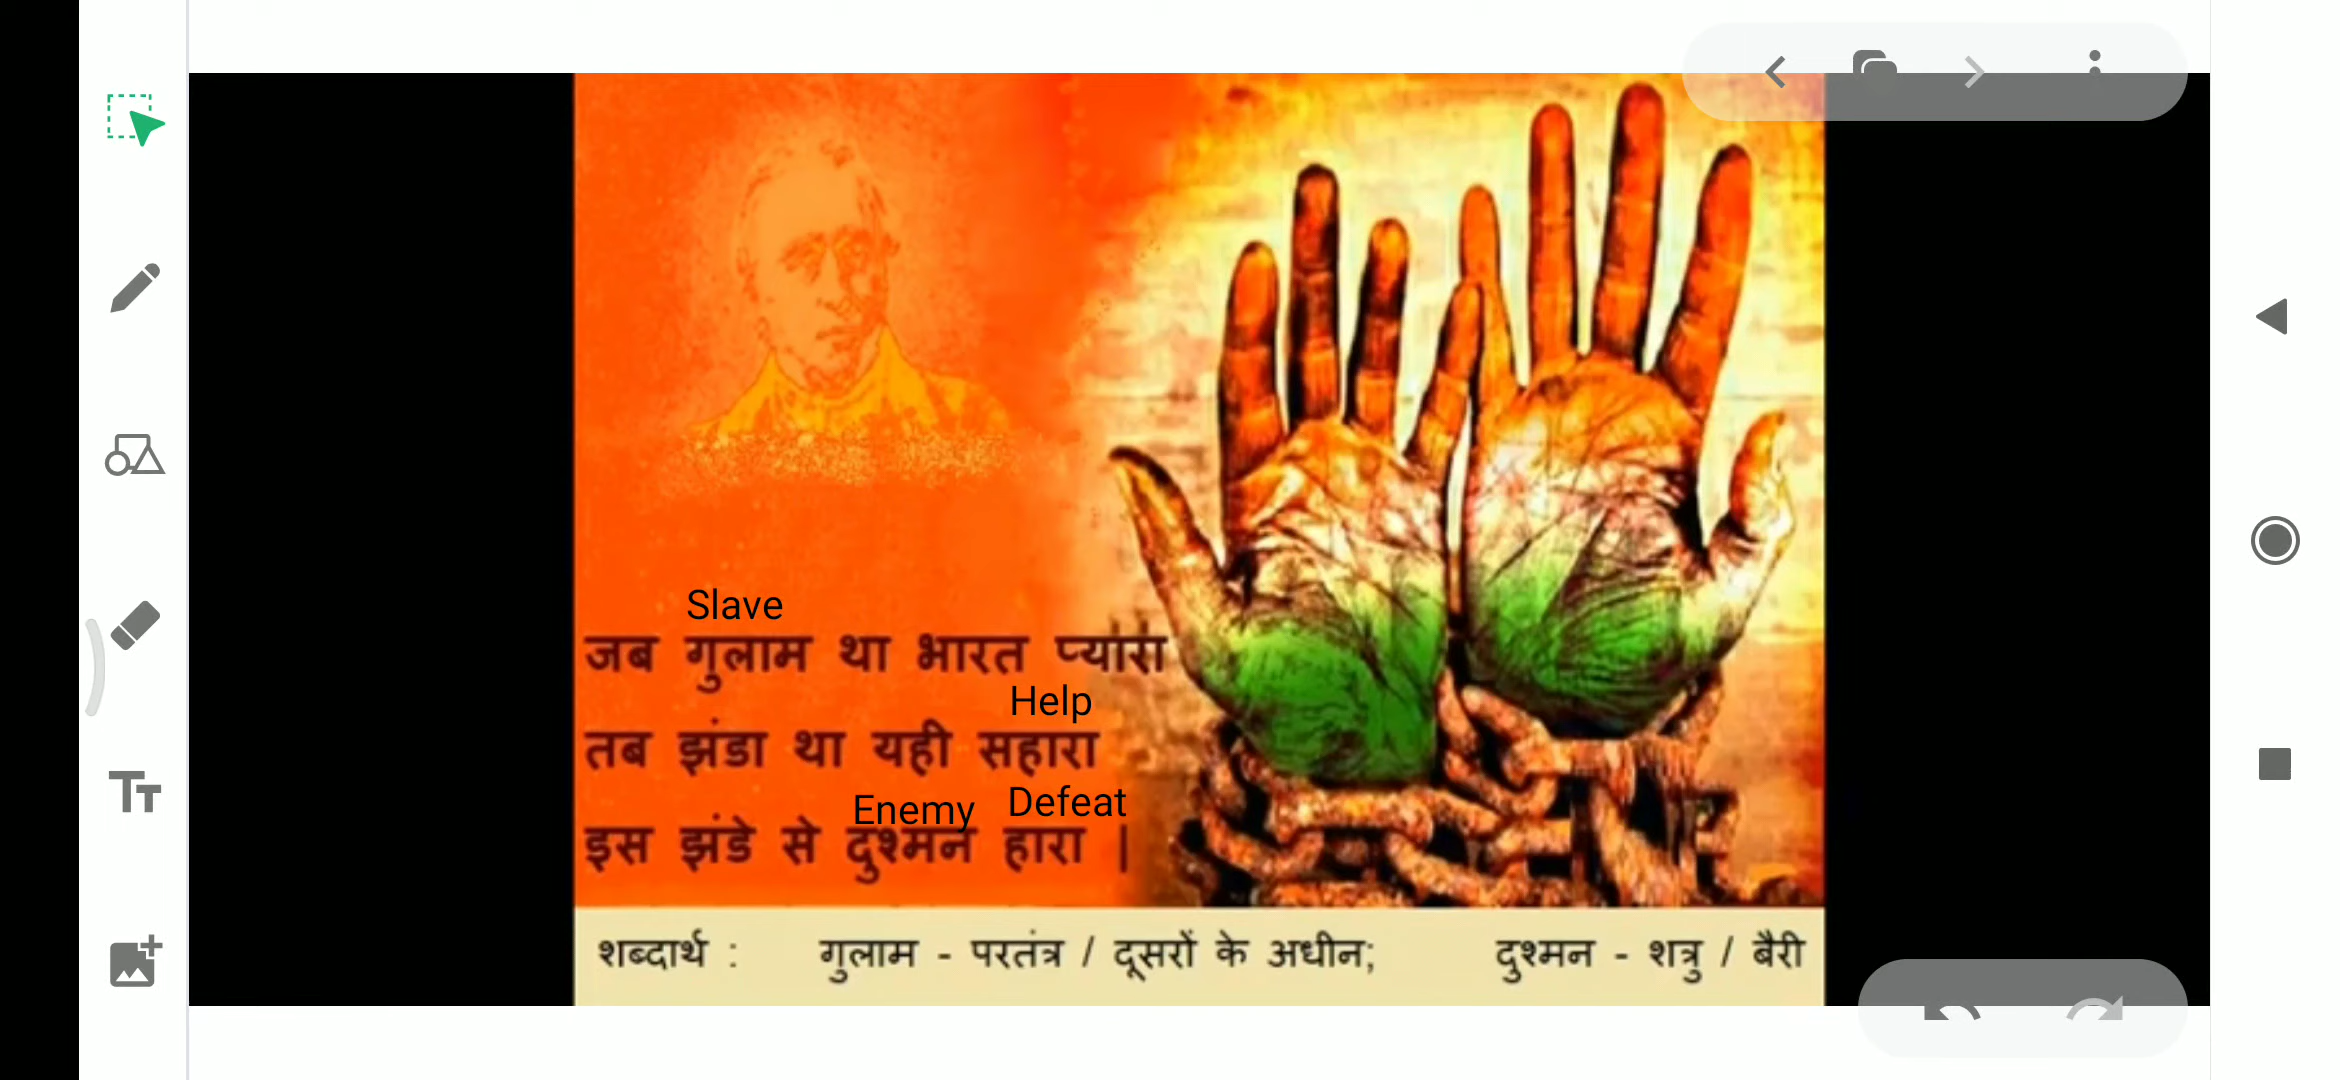 Slave
जब गुलाम था भारत प्यारा
Help
तब झंडा था यही सहारा
Enemy Defeat
इस झंडे से दुश्मन हारा |
शब्दार्थ : गुलाम - परतंत्र / दूसरों के अधीन; दुश्मन - शत्रु / बैरी